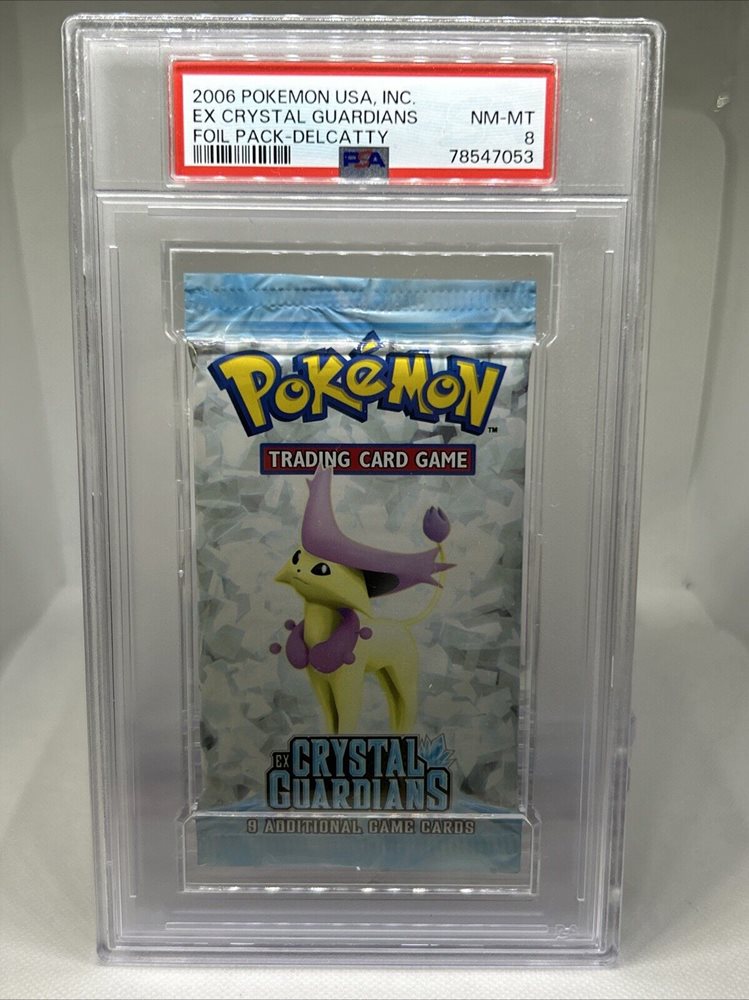 2006 POKEMON USA, INC.
EX CRYSTAL GUARDIANS NM-MT
FOIL PACK-DELCATTY 8
PSA 78547053
POKéMON
TM
TRADING CARD GAME
EX CRYSTAL
GUARDIANS
9 ADDITIONAL GAME CARDS